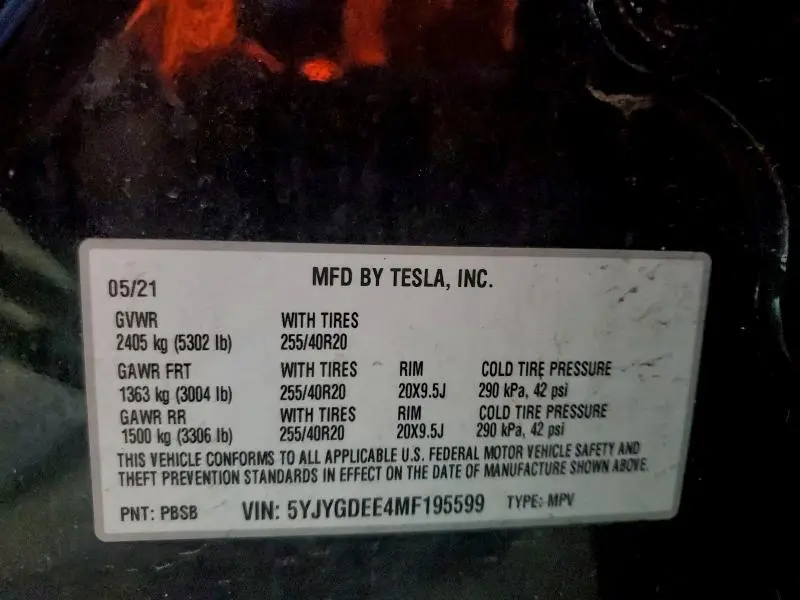 MFD BY TESLA, INC.
05/21
GVWR WITH TIRES
2405 kg (5302 lb) 255/40R20
GAWR FRT WITH TIRES RIM COLD TIRE PRESSURE
1363 kg (3004 lb) 255/40R20 20X9.5J 290 kPa, 42 psi
GAWR RR WITH TIRES RIM COLD TIRE PRESSURE
1500 kg (3306 lb) 255/40R20 20X9.5J 290 kPa, 42 psi
THIS VEHICLE CONFORMS TO ALL APPLICABLE U.S. FEDERAL MOTOR VEHICLE SAFETY AND
THEFT PREVENTION STANDARDS IN EFFECT ON THE DATE OF MANUFACTURE SHOWN ABOVE.
PNT: PBSB VIN: 5YJYGDEE4MF195599 TYPE: MPV